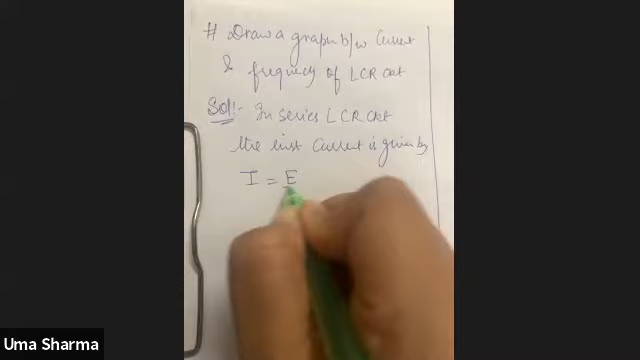 # Draw a graph b/w Current
& frequency of LCR Ckt
Sol:- In series LCR Ckt
the inst Current is given by
I = E
Uma Sharma